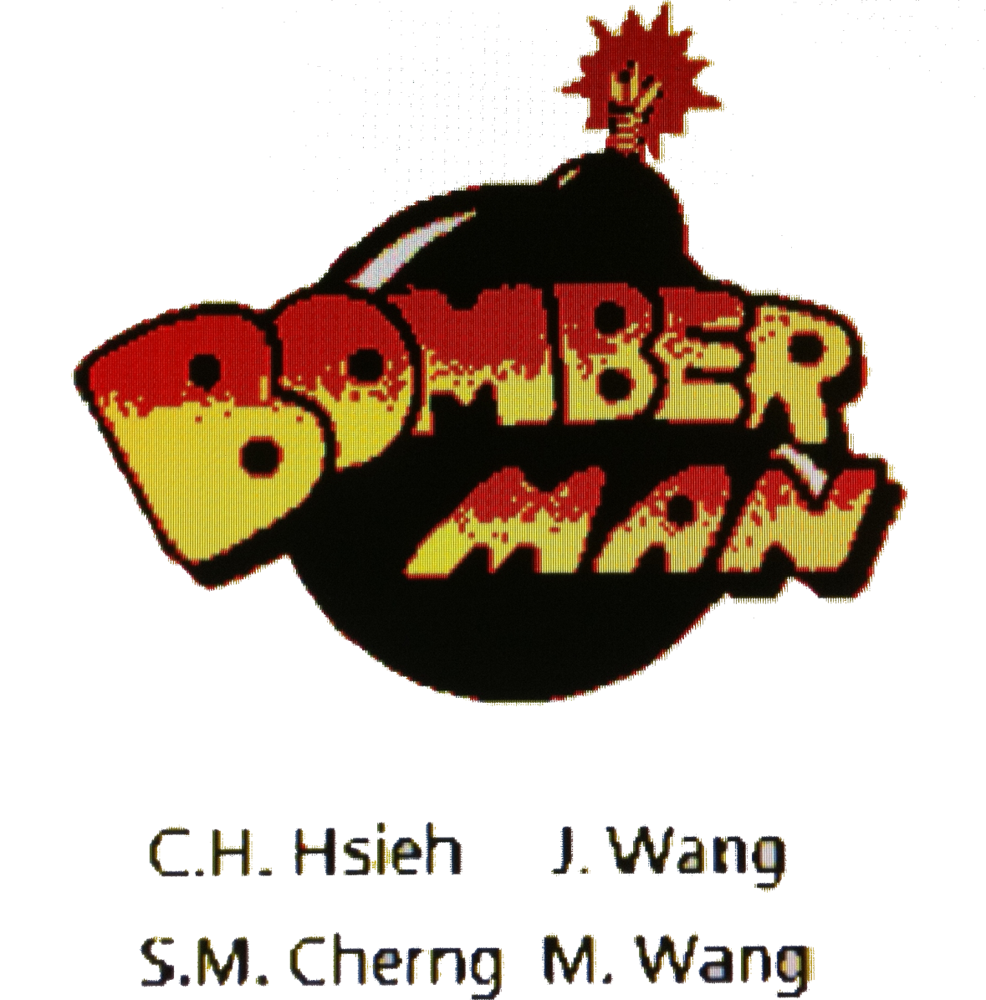 BOMBER
MAN
C.H. Hsieh J. Wang
S.M. Cherng M. Wang